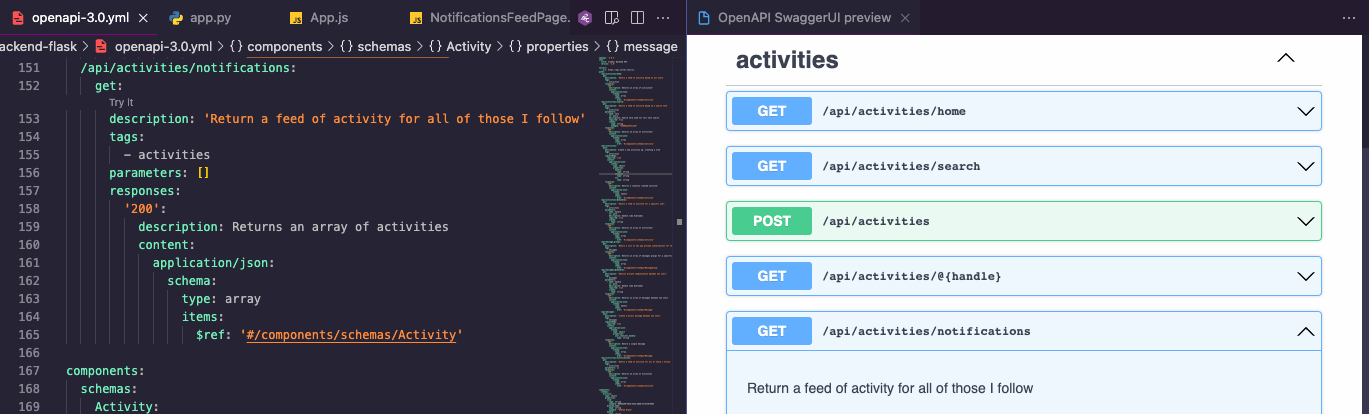 openapi-3.0.yml
app.py
App.js
NotificationsFeedPage.
OpenAPI SwaggerUI preview
ackend-flask > openapi-3.0.yml > {} components > {} schemas > {} Activity > {} properties > {} message
151 /api/activities/notifications:
152 get:
Try it
153 description: 'Return a feed of activity for all of those I follow'
154 tags:
155 - activities
156 parameters: []
157 responses:
158 '200':
159 description: Returns an array of activities
160 content:
161 application/json:
162 schema:
163 type: array
164 items:
165 $ref: '#/components/schemas/Activity'
166
167 components:
168 schemas:
169 Activity:
activities
GET /api/activities/home
GET /api/activities/search
POST /api/activities
GET /api/activities/@{handle}
GET /api/activities/notifications
Return a feed of activity for all of those I follow